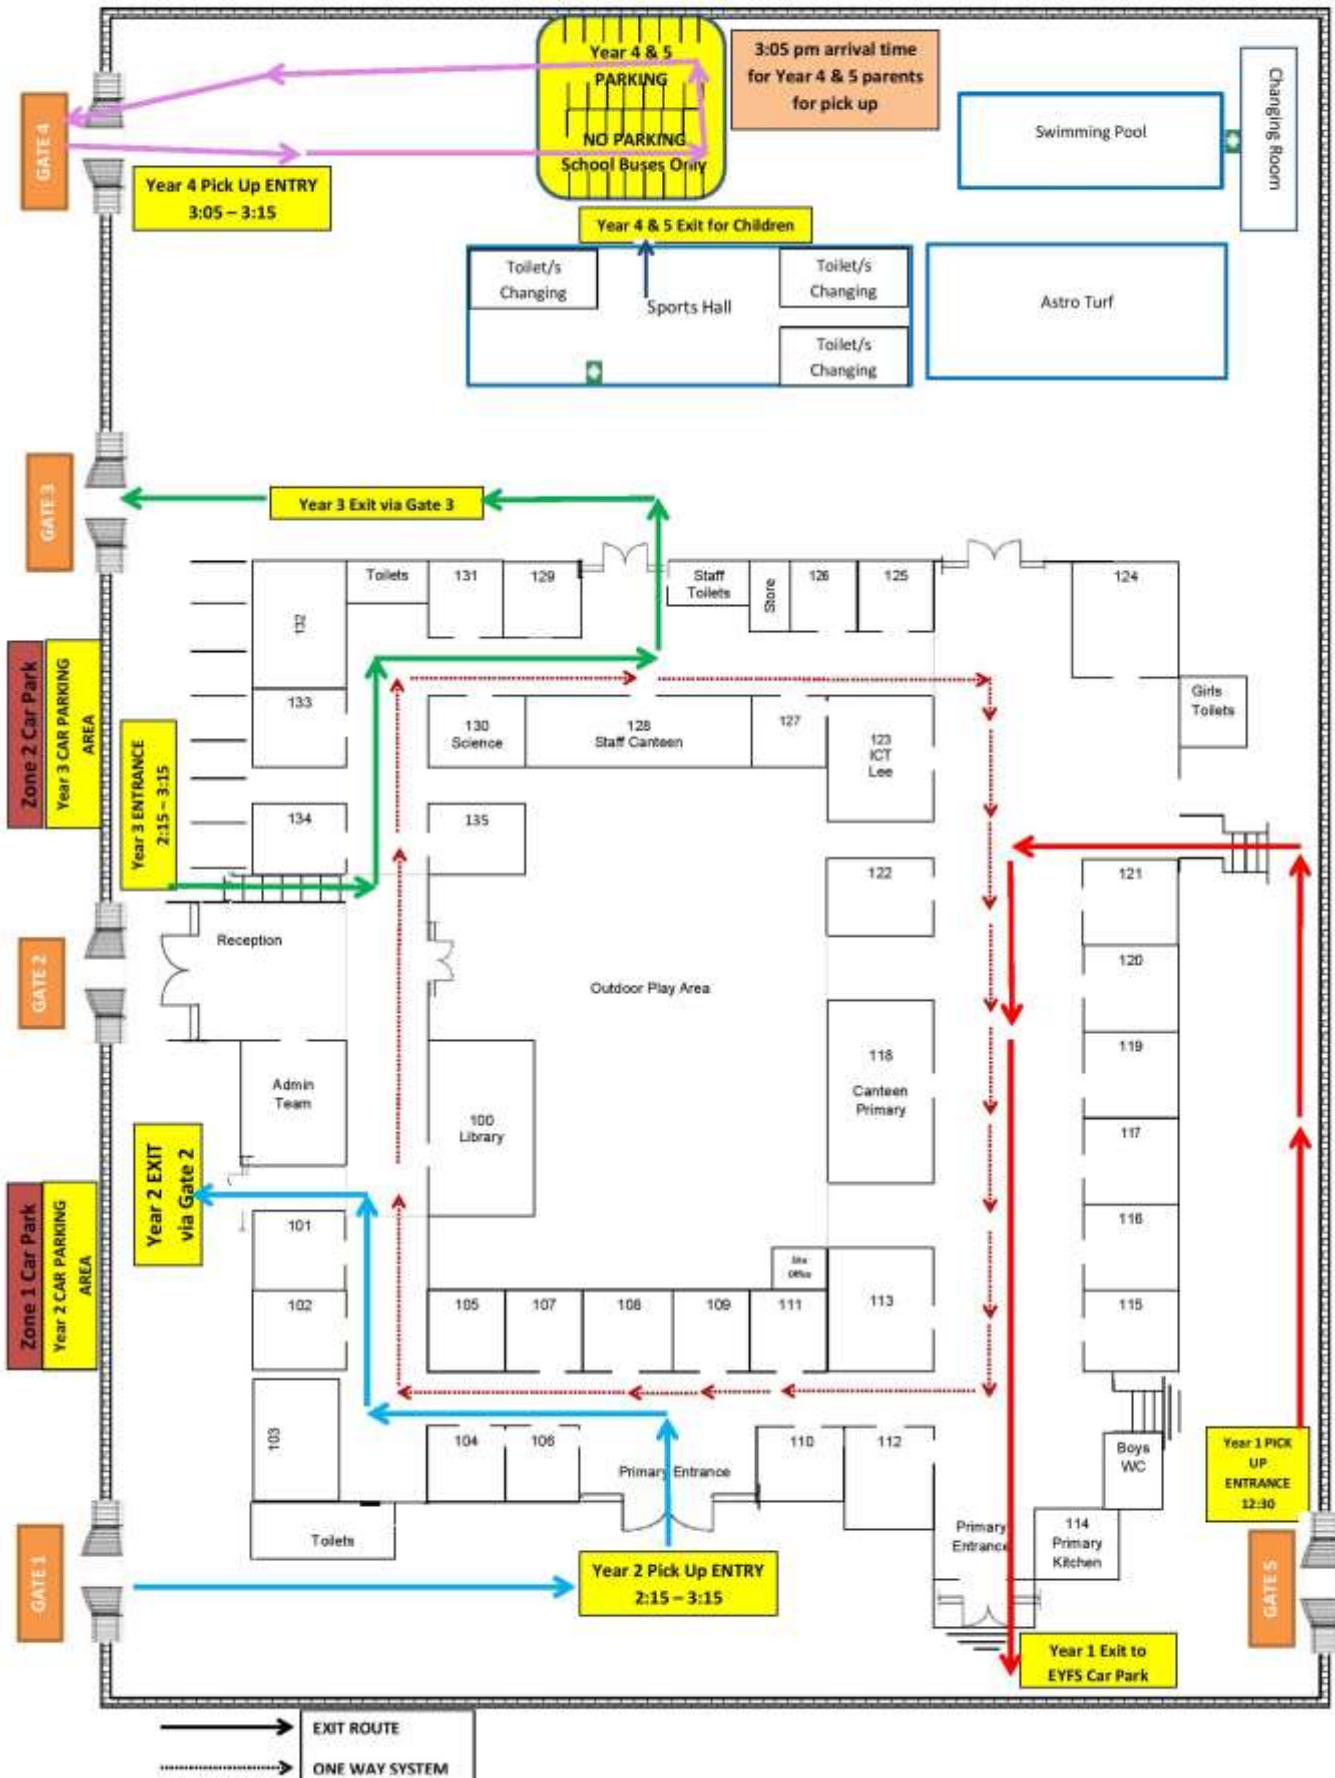 Year 4 & 5
PARKING
NO PARKING
School Buses Only
3:05 pm arrival time
for Year 4 & 5 parents
for pick up
Swimming Pool
Changing Room
GATE 4
Year 4 Pick Up ENTRY
3:05 – 3:15
Year 4 & 5 Exit for Children
Toilet/s
Changing
Sports Hall
Toilet/s
Changing
Toilet/s
Changing
Astro Turf
GATE 3
Year 3 Exit via Gate 3
132
Toilets
131
129
Staff
Toilets
Store
126
125
124
Girls
Toilets
Zone 2 Car Park
Year 3 CAR PARKING
AREA
Year 3 ENTRANCE
2:15 – 3:15
133
130
Science
128
Staff Canteen
127
123
ICT
Lee
134
135
122
121
Reception
GATE 2
Outdoor Play Area
120
119
118
Canteen
Primary
Admin
Team
100
Library
117
Year 2 EXIT
via Gate 2
Zone 1 Car Park
Year 2 CAR PARKING
AREA
101
102
116
Site
Office
105
107
108
109
111
113
115
103
104
106
Primary Entrance
110
112
Boys
WC
Year 1 PICK
UP
ENTRANCE
12:30
Toilets
Primary
Entrance
114
Primary
Kitchen
GATE 1
Year 2 Pick Up ENTRY
2:15 – 3:15
GATE 5
Year 1 Exit to
EYFS Car Park
EXIT ROUTE
ONE WAY SYSTEM